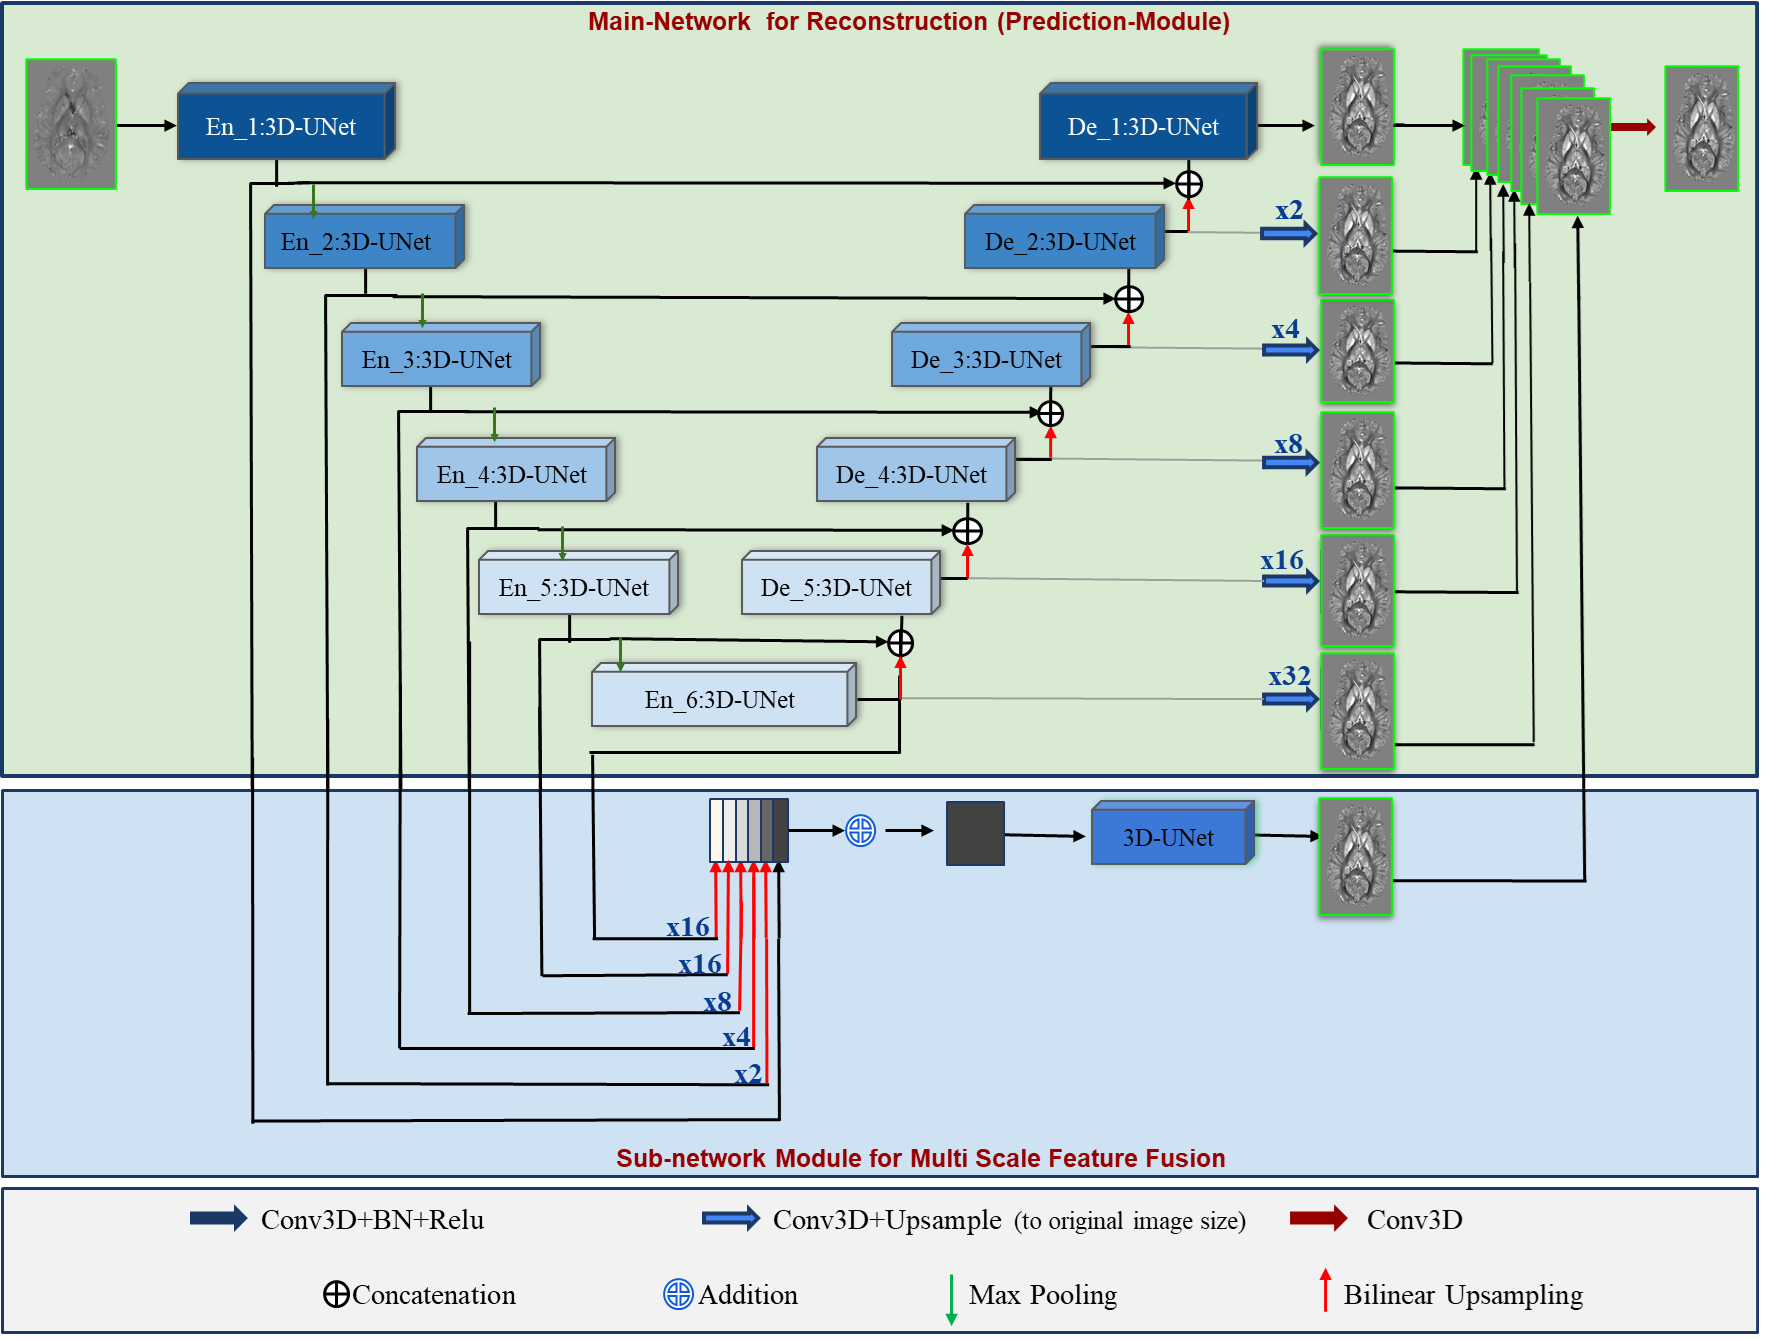 Main-Network for Reconstruction (Prediction-Module)
En_1:3D-UNet
De_1:3D-UNet
En_2:3D-UNet
De_2:3D-UNet
x2
En_3:3D-UNet
De_3:3D-UNet
x4
En_4:3D-UNet
De_4:3D-UNet
x8
En_5:3D-UNet
De_5:3D-UNet
x16
En_6:3D-UNet
x32
3D-UNet
x16
x16
x8
x4
x2
Sub-network Module for Multi Scale Feature Fusion
Conv3D+BN+Relu
Conv3D+Upsample (to original image size)
Conv3D
Concatenation
Addition
Max Pooling
Bilinear Upsampling